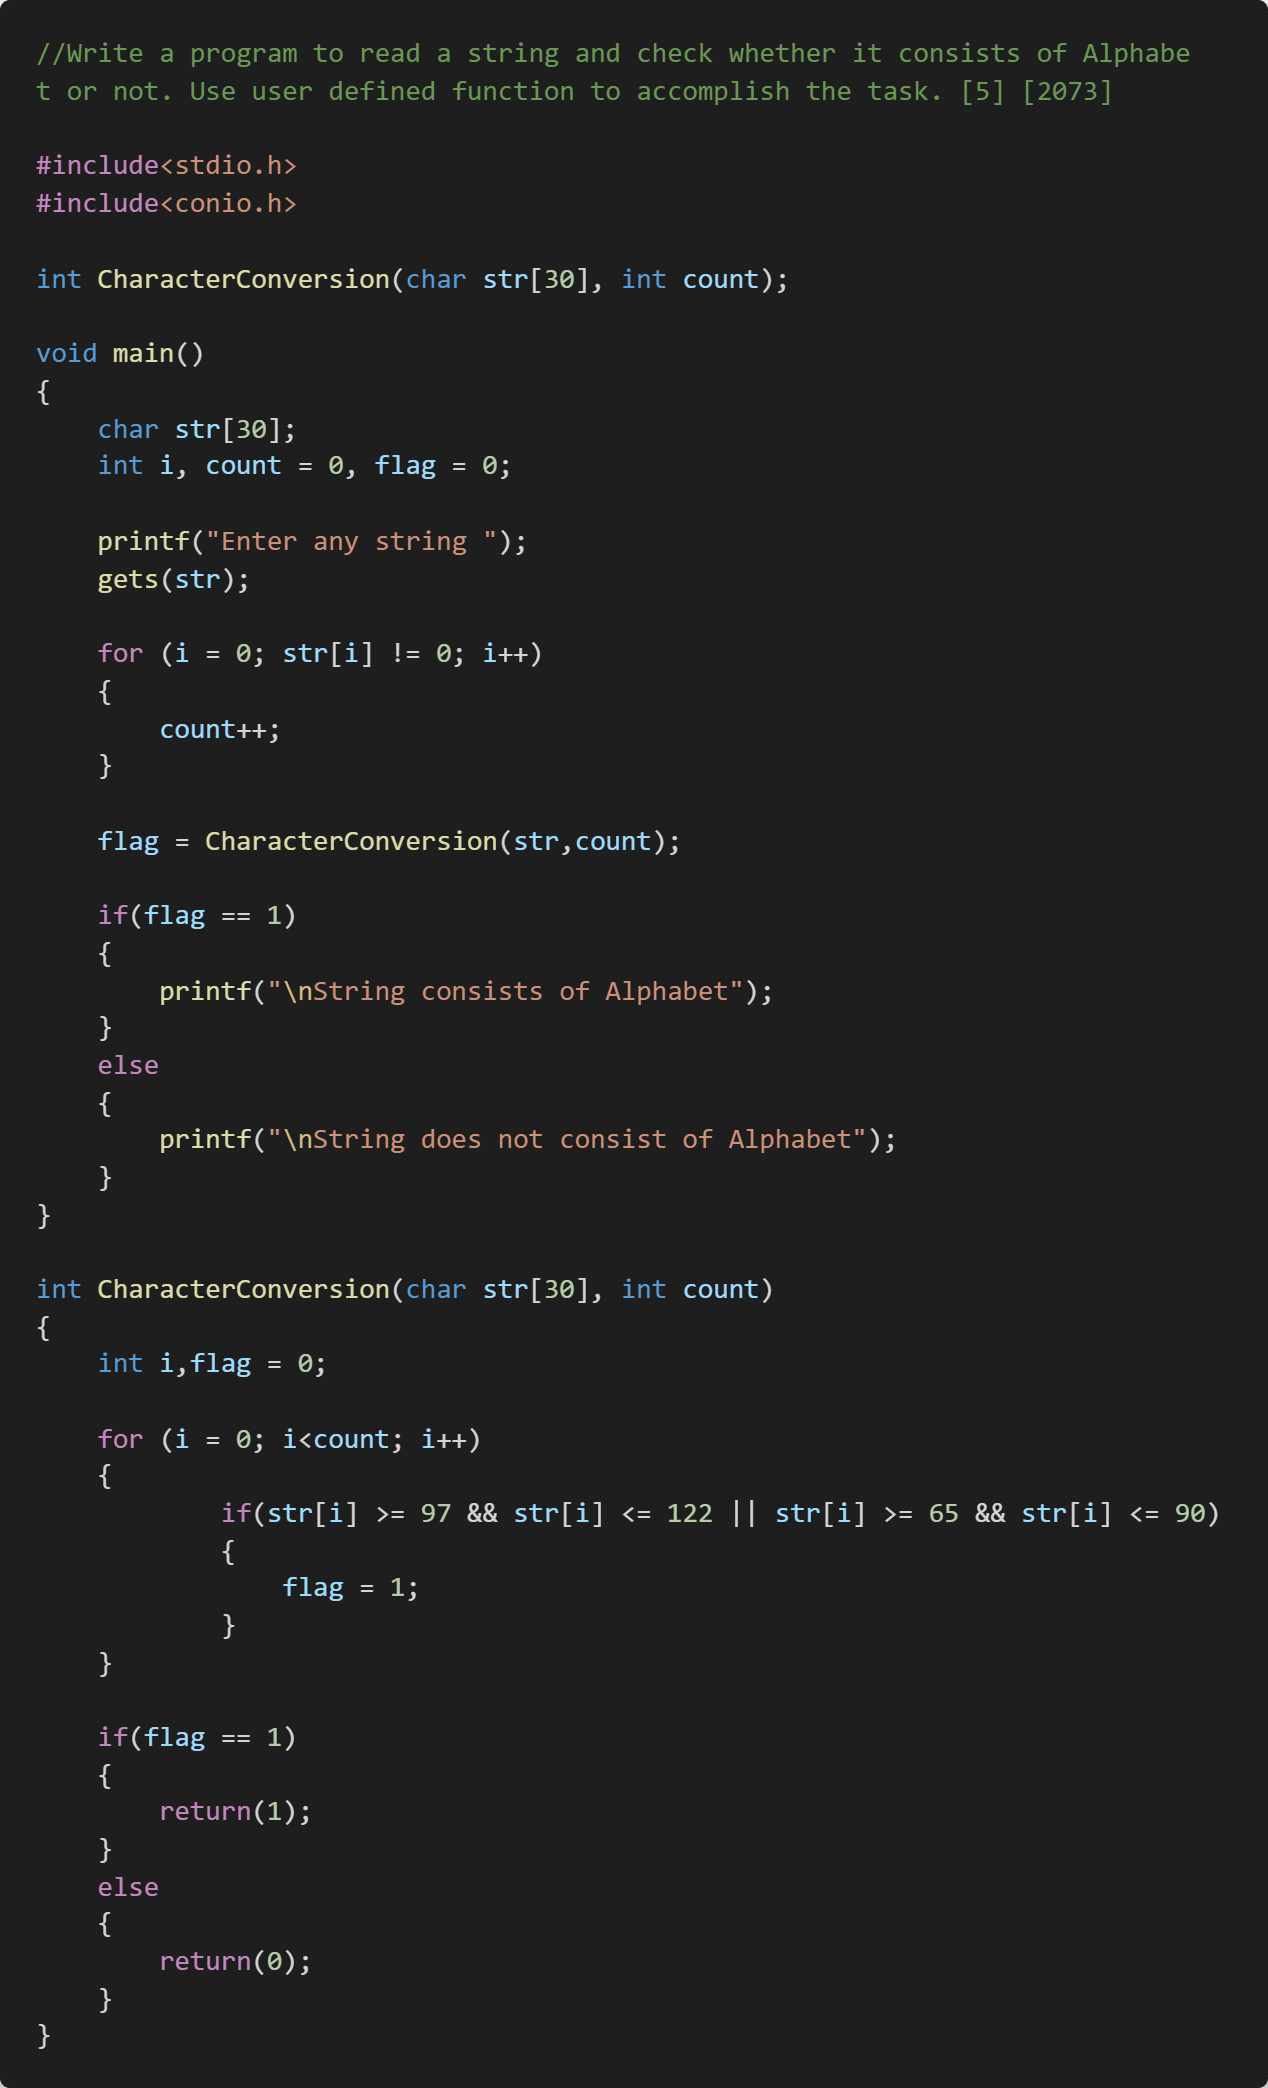 //Write a program to read a string and check whether it consists of Alphabe
t or not. Use user defined function to accomplish the task. [5] [2073]

#include<stdio.h>
#include<conio.h>

int CharacterConversion(char str[30], int count);

void main()
{
    char str[30];
    int i, count = 0, flag = 0;

    printf("Enter any string ");
    gets(str);

    for (i = 0; str[i] != 0; i++)
    {
        count++;
    }

    flag = CharacterConversion(str,count);

    if(flag == 1)
    {
        printf("\nString consists of Alphabet");
    }
    else
    {
        printf("\nString does not consist of Alphabet");
    }
}

int CharacterConversion(char str[30], int count)
{
    int i,flag = 0;

    for (i = 0; i<count; i++)
    {
            if(str[i] >= 97 && str[i] <= 122 || str[i] >= 65 && str[i] <= 90)
            {
                flag = 1;
            }
    }

    if(flag == 1)
    {
        return(1);
    }
    else
    {
        return(0);
    }
}